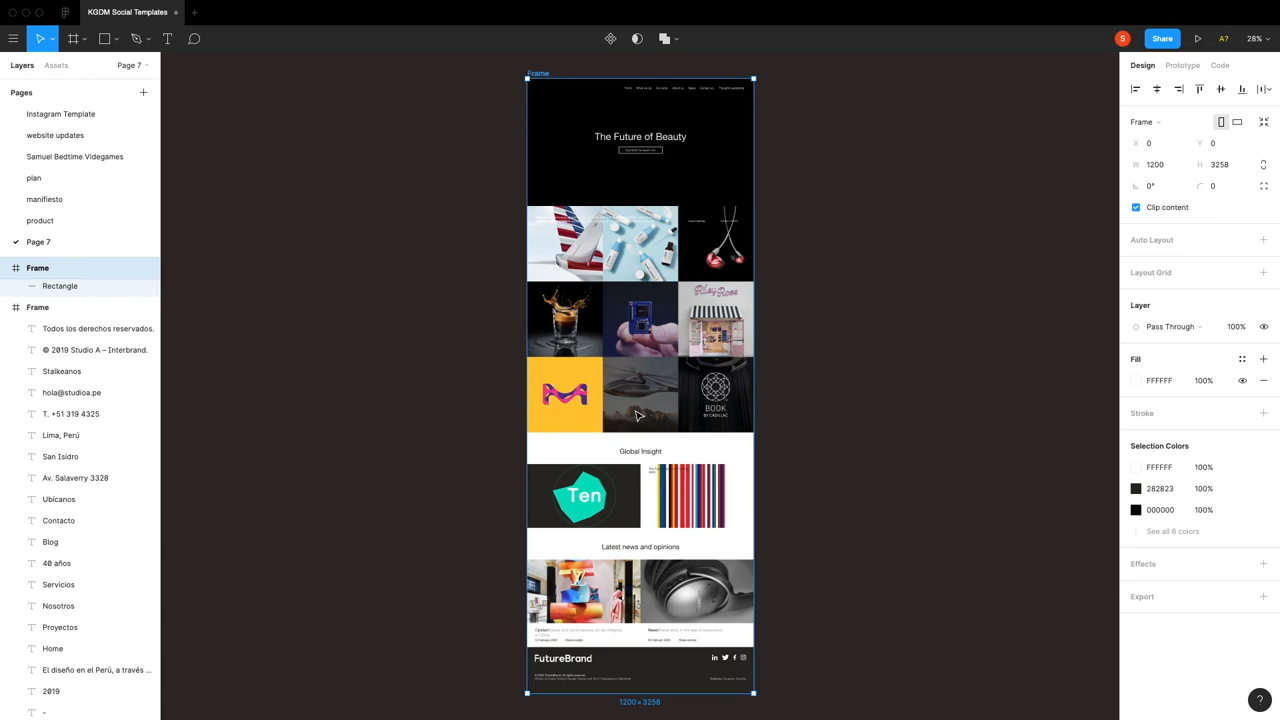 KGDM Social Templates
S
Share
A?
28%
Layers
Assets
Page 7
Design
Prototype
Code
Pages
Instagram Template
website updates
Samuel Bedtime Videgames
plan
manifiesto
product
Page 7
Frame
Rectangle
Frame
Todos los derechos reservados.
© 2019 Studio A – Interbrand.
Stalkeanos
hola@studioa.pe
T. +51 319 4325
Lima, Perú
San Isidro
Av. Salaverry 3328
Ubícanos
Contacto
Blog
40 años
Servicios
Nosotros
Proyectos
Home
El diseño en el Perú, a través ...
2019
-
Frame
The Future of Beauty
BOOK
BY CADILLAC
Global Insight
Ten
Latest news and opinions
FutureBrand
1200 × 3258
Frame
X 0 Y 0
W 1200 H 3258
0° 0
Clip content
Auto Layout
Layout Grid
Layer
Pass Through 100%
Fill
FFFFFF 100%
Stroke
Selection Colors
FFFFFF 100%
282823 100%
000000 100%
See all 6 colors
Effects
Export
?